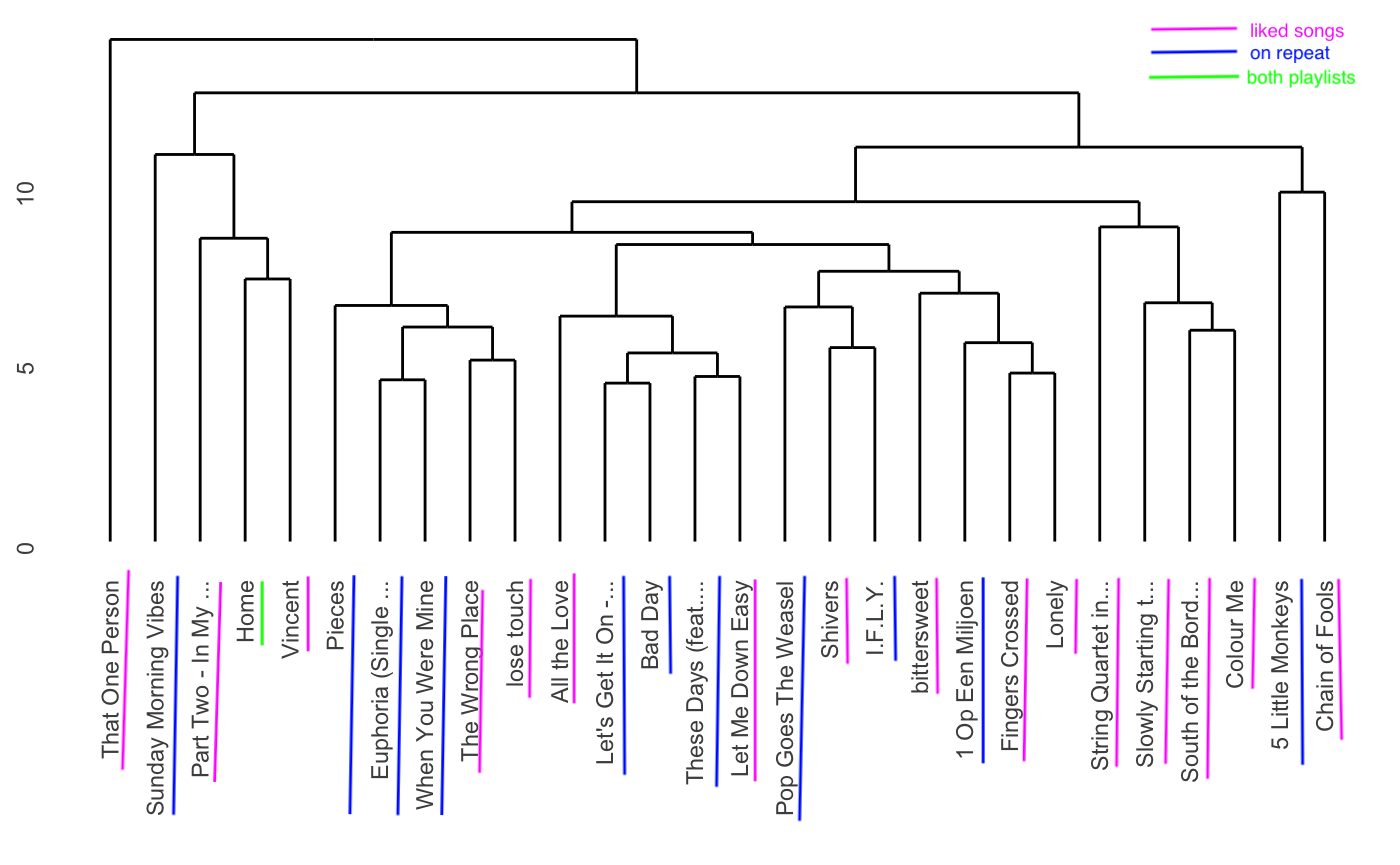 liked songs
on repeat
both playlists
10
5
0
That One Person
Sunday Morning Vibes
Part Two - In My ...
Home
Vincent
Pieces
Euphoria (Single ...
When You Were Mine
The Wrong Place
lose touch
All the Love
Let's Get It On -...
Bad Day
These Days (feat....
Let Me Down Easy
Pop Goes The Weasel
Shivers
I.F.L.Y.
bittersweet
1 Op Een Miljoen
Fingers Crossed
Lonely
String Quartet in...
Slowly Starting t...
South of the Bord...
Colour Me
5 Little Monkeys
Chain of Fools